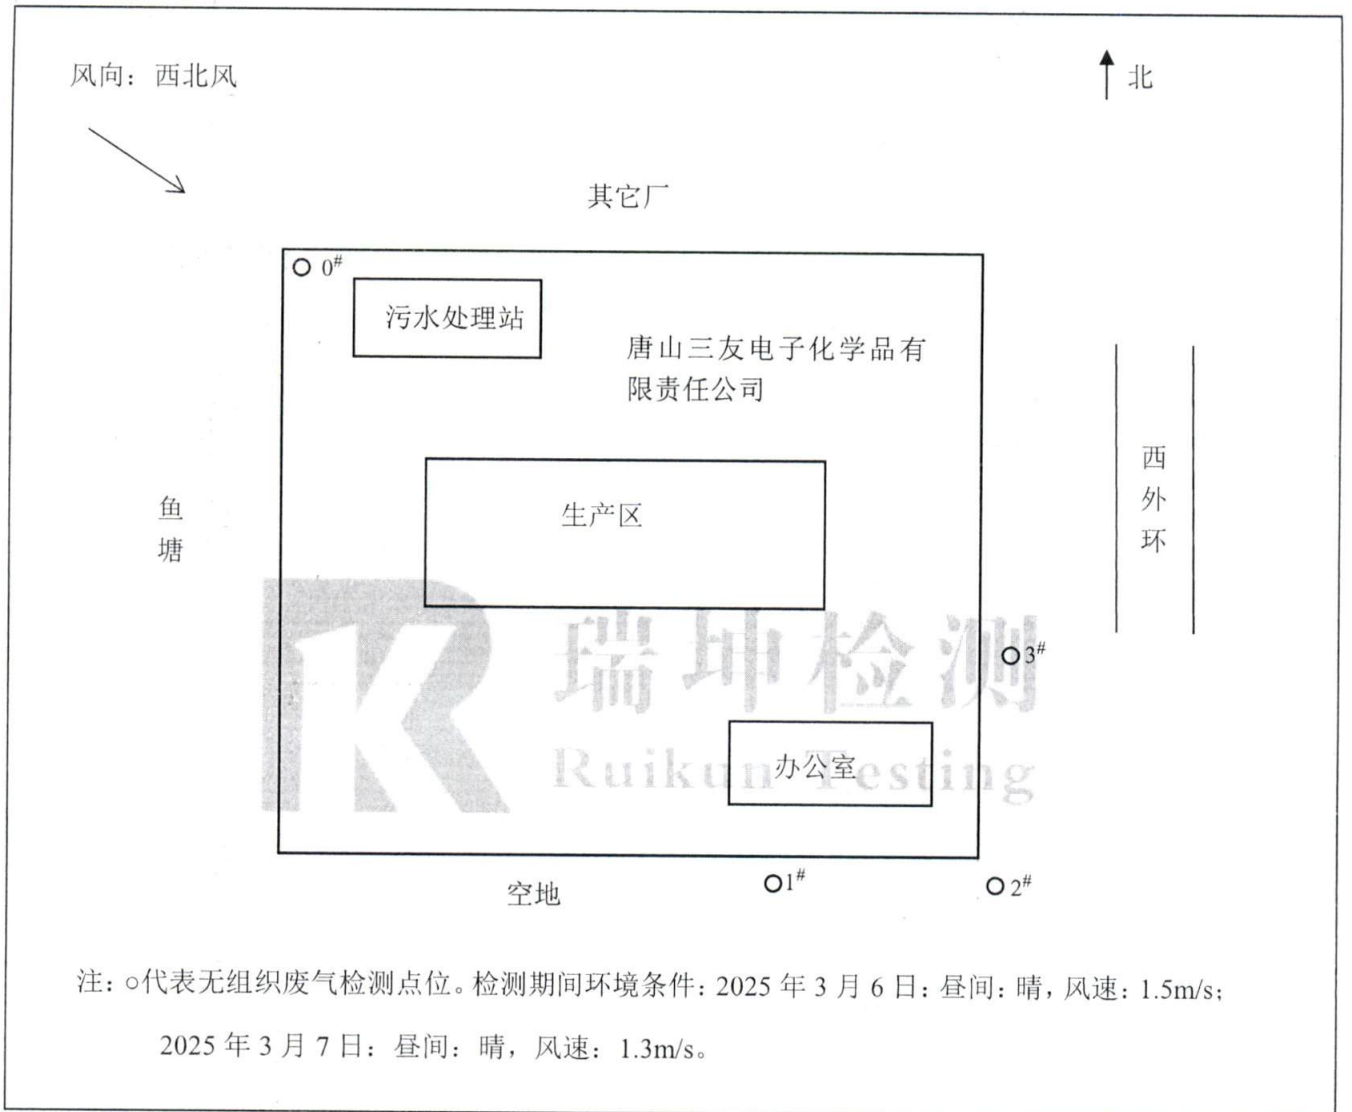 风向：西北风
北
其它厂
0#
污水处理站
唐山三友电子化学品有
限责任公司
鱼
塘
生产区
西
外
环
瑞坤检测
3#
Ruikun Testing
办公室
空地
1#
2#
注：○代表无组织废气检测点位。检测期间环境条件：2025 年 3 月 6 日：昼间：晴，风速：1.5m/s；
2025 年 3 月 7 日：昼间：晴，风速：1.3m/s。